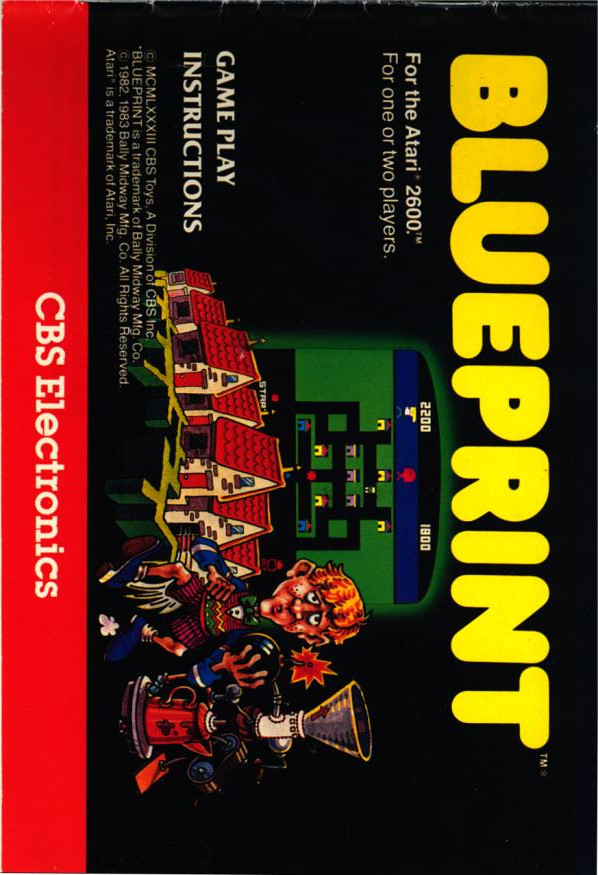 BLUEPRINT TM*
For the Atari® 2600.™
For one or two players.
2200 1800
START
GAME PLAY
INSTRUCTIONS
© MCMLXXXIII CBS Toys, A Division of CBS Inc.
*BLUEPRINT is a trademark of Bally Midway Mfg. Co.
© 1982, 1983 Bally Midway Mfg. Co. All Rights Reserved.
Atari® is a trademark of Atari, Inc.
CBS Electronics